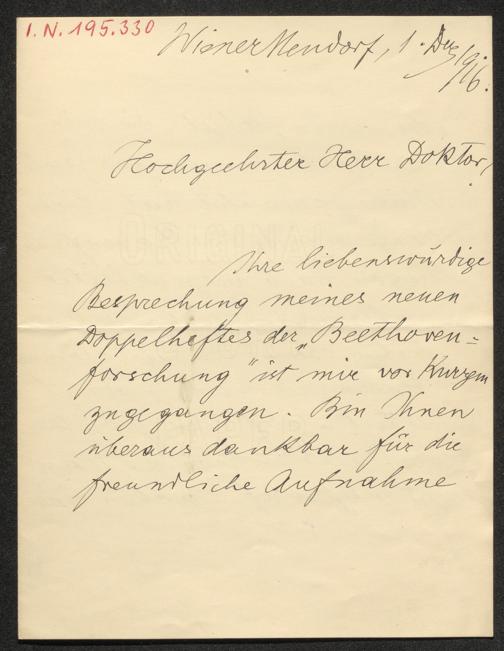 I.N. 195.330
Wiener Neudorf, 1. Dez 1916.
Hochgeehrter Herr Doktor,
Ihre liebenswürdige
Besprechung meines neuen
Doppelheftes der „Beethoven=
forschung" ist mir vor Kurzem
zugegangen. Bin Ihnen
überaus dankbar für die
freundliche Aufnahme